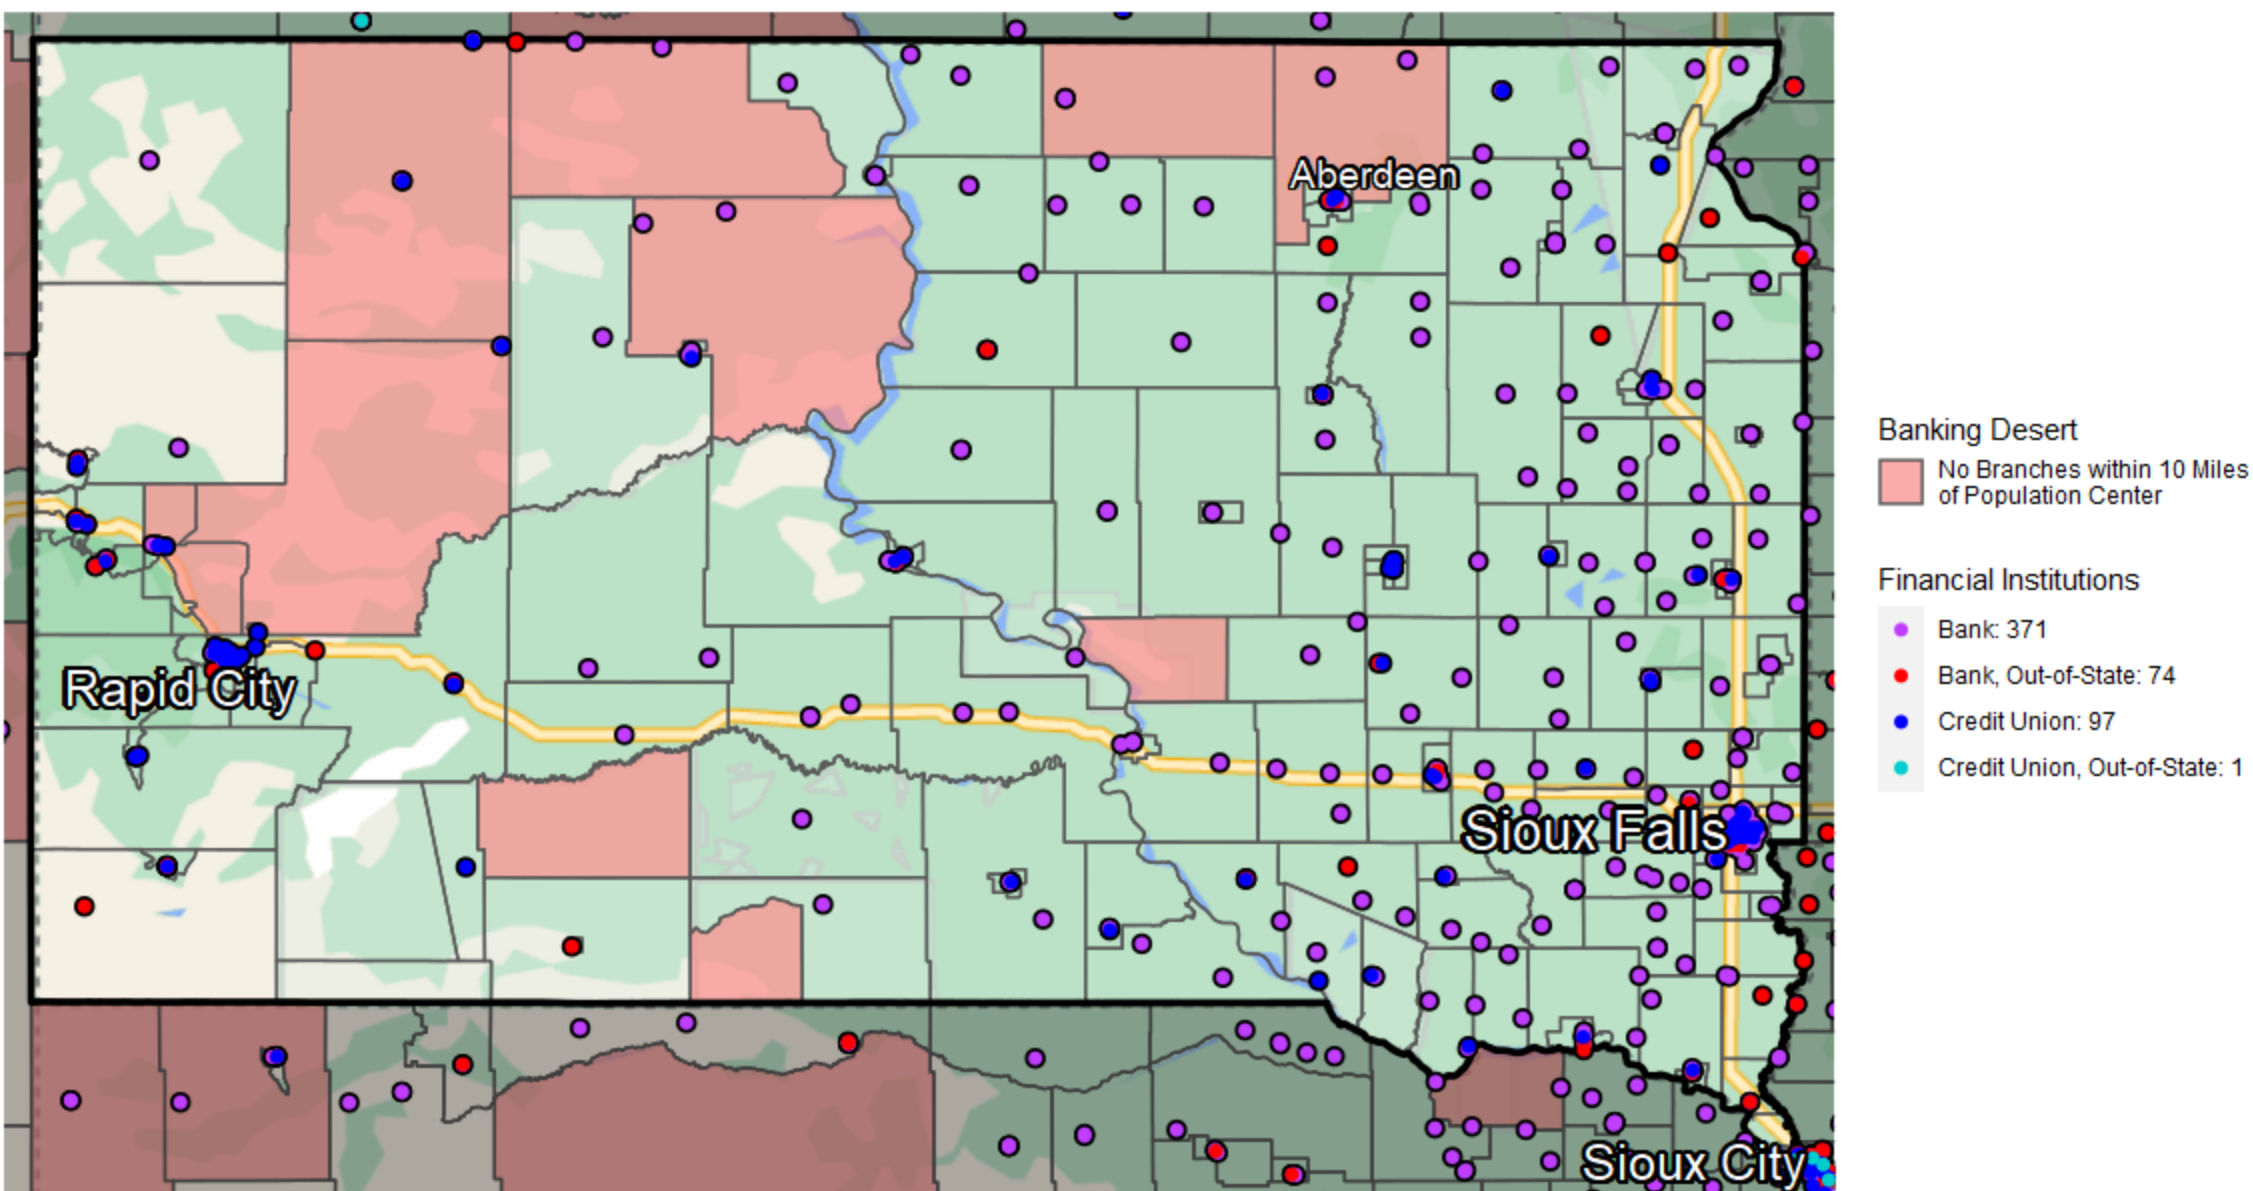 Aberdeen
Rapid City
Sioux Falls
Sioux City
Banking Desert
No Branches within 10 Miles
of Population Center
Financial Institutions
Bank: 371
Bank, Out-of-State: 74
Credit Union: 97
Credit Union, Out-of-State: 1